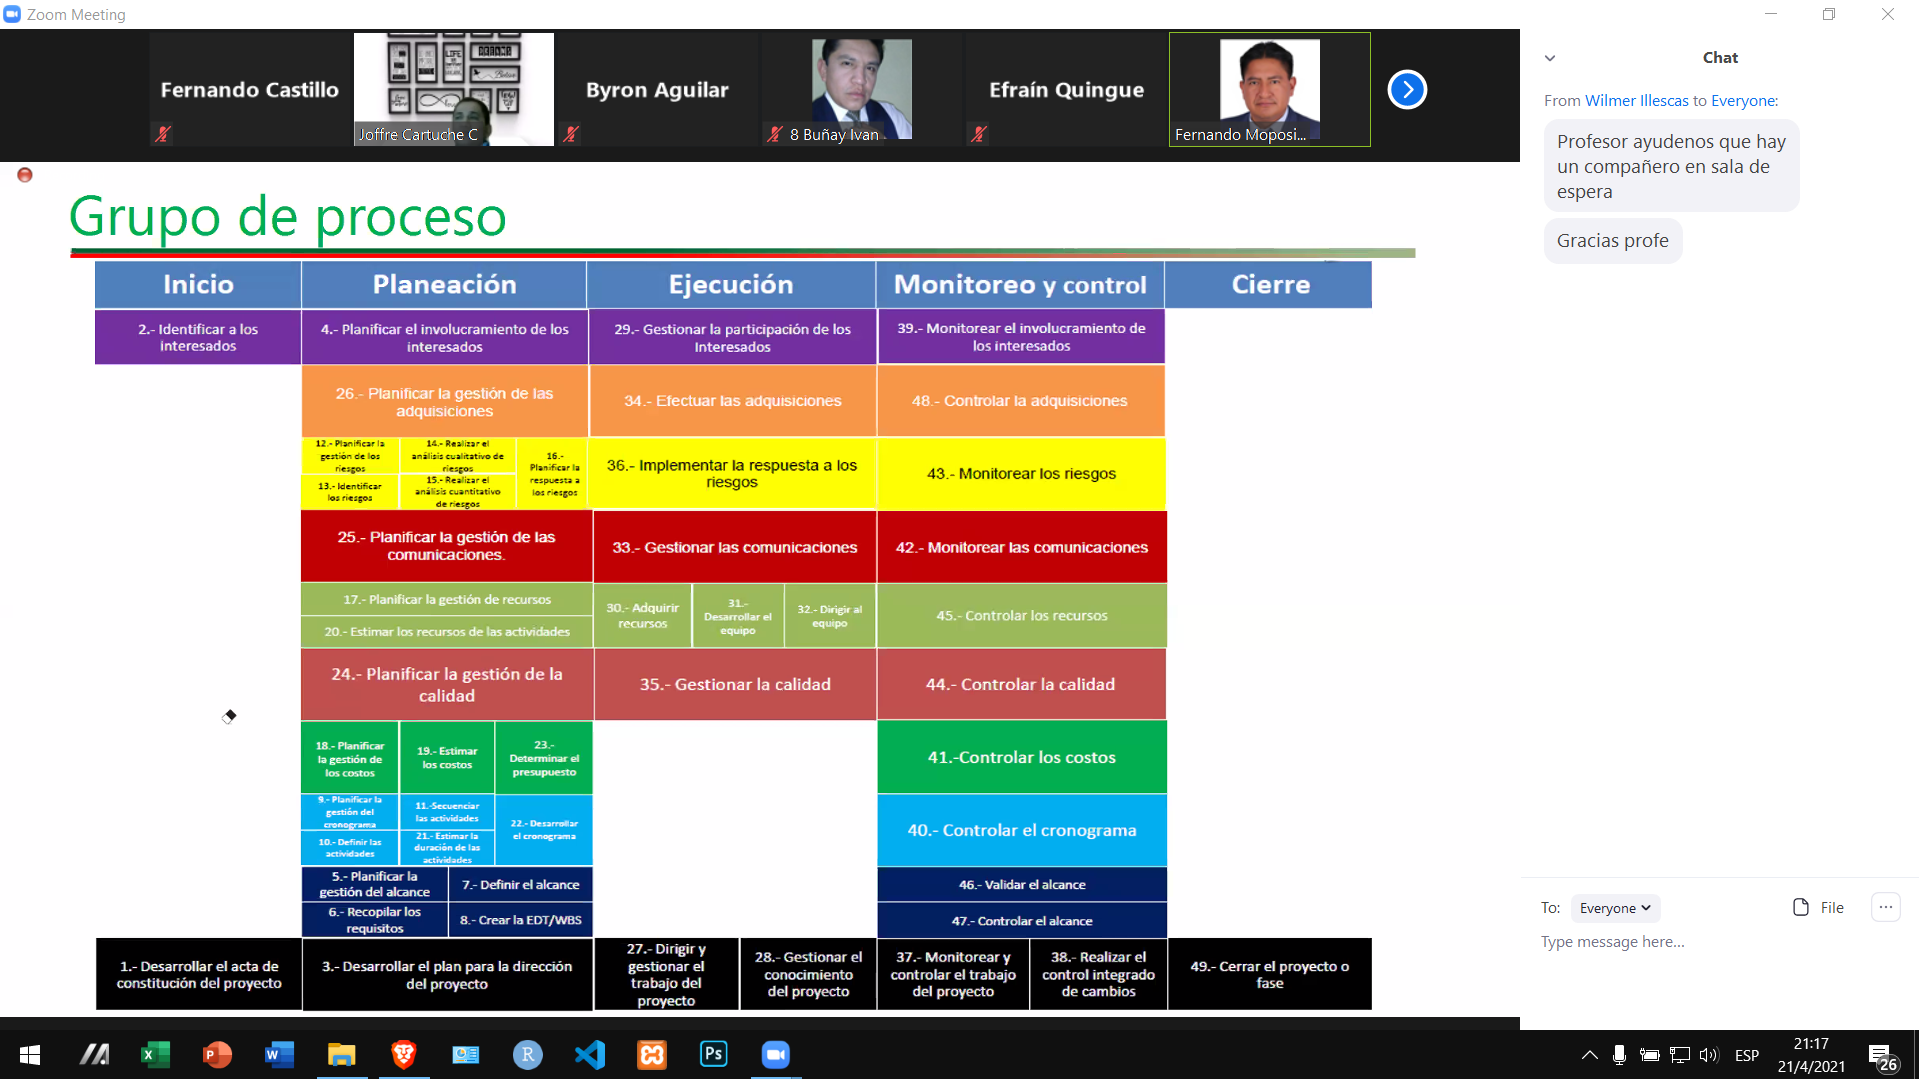 Zoom Meeting
Fernando Castillo
Joffre Cartuche C
Byron Aguilar
8 Buñay Ivan
Efraín Quingue
Fernando Moposi...
Grupo de proceso
Inicio
Planeación
Ejecución
Monitoreo y control
Cierre
2.- Identificar a los
interesados
4.- Planificar el involucramiento de los
interesados
29.- Gestionar la participación de los
Interesados
39.- Monitorear el involucramiento de
los interesados
26.- Planificar la gestión de las
adquisiciones
34.- Efectuar las adquisiciones
48.- Controlar la adquisiciones
12.- Planificar la
gestión de los
riesgos
13.- Identificar
los riesgos
14.- Realizar el
análisis cualitativo de
riesgos
15.- Realizar el
análisis cuantitativo
de riesgos
16.-
Planificar la
respuesta a
los riesgos
36.- Implementar la respuesta a los
riesgos
43.- Monitorear los riesgos
25.- Planificar la gestión de las
comunicaciones.
33.- Gestionar las comunicaciones
42.- Monitorear las comunicaciones
17.- Planificar la gestión de recursos
20.- Estimar los recursos de las actividades
30.- Adquirir
recursos
31.-
Desarrollar el
equipo
32.- Dirigir al
equipo
45.- Controlar los recursos
24.- Planificar la gestión de la
calidad
35.- Gestionar la calidad
44.- Controlar la calidad
18.- Planificar
la gestión de
los costos
19.- Estimar
los costos
23.-
Determinar el
presupuesto
41.-Controlar los costos
9.- Planificar la
gestión del
cronograma
10.- Definir las
actividades
11.-Secuenciar
las actividades
21.- Estimar la
duración de las
actividades
22.- Desarrollar
el cronograma
40.- Controlar el cronograma
5.- Planificar la
gestión del alcance
7.- Definir el alcance
6.- Recopilar los
requisitos
8.- Crear la EDT/WBS
46.- Validar el alcance
47.- Controlar el alcance
1.- Desarrollar el acta de
constitución del proyecto
3.- Desarrollar el plan para la dirección
del proyecto
27.- Dirigir y
gestionar el
trabajo del
proyecto
28.- Gestionar el
conocimiento
del proyecto
37.- Monitorear y
controlar el trabajo
del proyecto
38.- Realizar el
control integrado
de cambios
49.- Cerrar el proyecto o
fase
Chat
From Wilmer Illescas to Everyone:
Profesor ayudenos que hay
un compañero en sala de
espera
Gracias profe
To: Everyone
File
Type message here...
ESP
21:17
21/4/2021
26